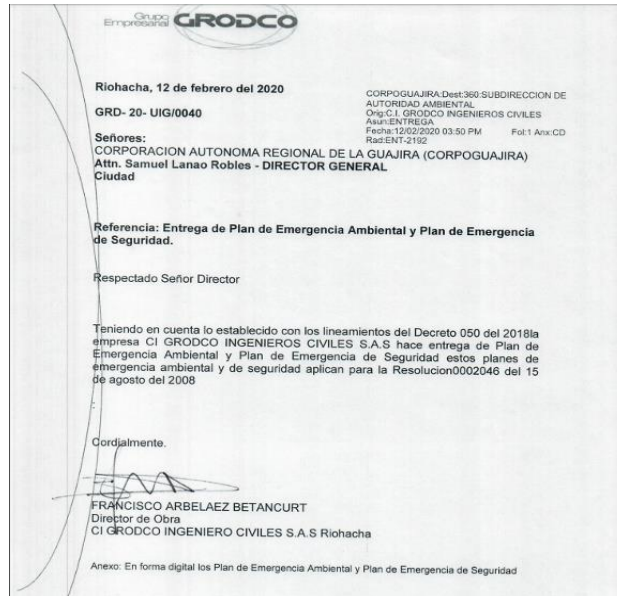 Grupo
Empresarial GRODCO
Riohacha, 12 de febrero del 2020
GRD- 20- UIG/0040
CORPOGUAJIRA:Dest:360:SUBDIRECCION DE
AUTORIDAD AMBIENTAL
Orig:C.I. GRODCO INGENIEROS CIVILES
Asun:ENTREGA
Fecha:12/02/2020 03:50 PM Fol:1 Anx:CD
Rad:ENT-2192
Señores:
CORPORACION AUTONOMA REGIONAL DE LA GUAJIRA (CORPOGUAJIRA)
Attn. Samuel Lanao Robles - DIRECTOR GENERAL
Ciudad
Referencia: Entrega de Plan de Emergencia Ambiental y Plan de Emergencia
de Seguridad.
Respectado Señor Director
Teniendo en cuenta lo establecido con los lineamientos del Decreto 050 del 2018la
empresa CI GRODCO INGENIEROS CIVILES S.A.S hace entrega de Plan de
Emergencia Ambiental y Plan de Emergencia de Seguridad estos planes de
emergencia ambiental y de seguridad aplican para la Resolucion0002046 del 15
de agosto del 2008
Cordialmente.
FRANCISCO ARBELAEZ BETANCURT
Director de Obra
CI GRODCO INGENIERO CIVILES S.A.S Riohacha
Anexo: En forma digital los Plan de Emergencia Ambiental y Plan de Emergencia de Seguridad